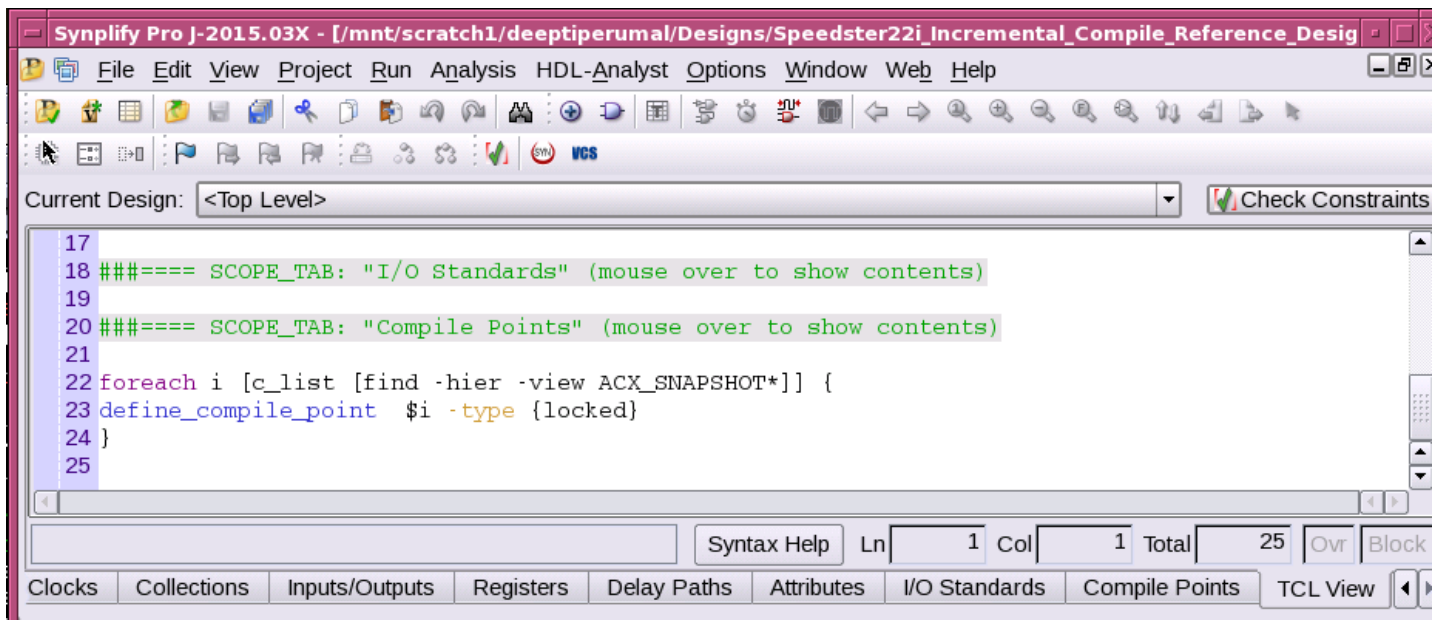 Synplify Pro J-2015.03X - [/mnt/scratch1/deeptiperumal/Designs/Speedster22i_Incremental_Compile_Reference_Desig
File Edit View Project Run Analysis HDL-Analyst Options Window Web Help
SYN VCS
Current Design: <Top Level> Check Constraints
17
18 ###==== SCOPE_TAB: "I/O Standards" (mouse over to show contents)
19
20 ###==== SCOPE_TAB: "Compile Points" (mouse over to show contents)
21
22 foreach i [c_list [find -hier -view ACX_SNAPSHOT*]] {
23 define_compile_point  $i -type {locked}
24 }
25
Syntax Help Ln 1 Col 1 Total 25 Ovr Block
Clocks Collections Inputs/Outputs Registers Delay Paths Attributes I/O Standards Compile Points TCL View